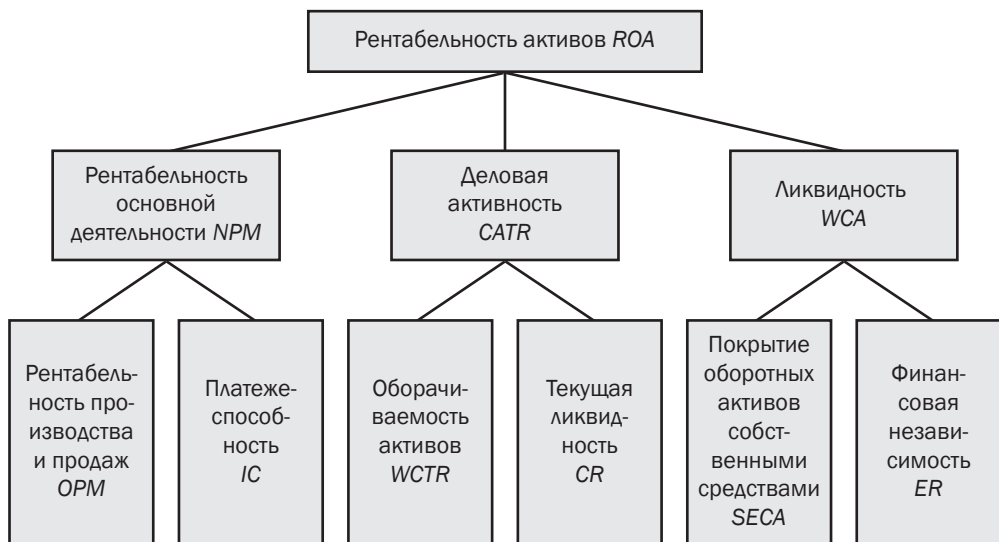 Рентабельность активов ROA
Рентабельность
основной
деятельности NPM
Деловая
активность
CATR
Ликвидность
WCA
Рентабель-
ность про-
изводства
и продаж
OPM
Платеже-
способ-
ность
IC
Оборачи-
ваемость
активов
WCTR
Текущая
ликвид-
ность
CR
Покрытие
оборотных
активов
собст-
венными
средствами
SECA
Финан-
совая
незави-
симость
ER